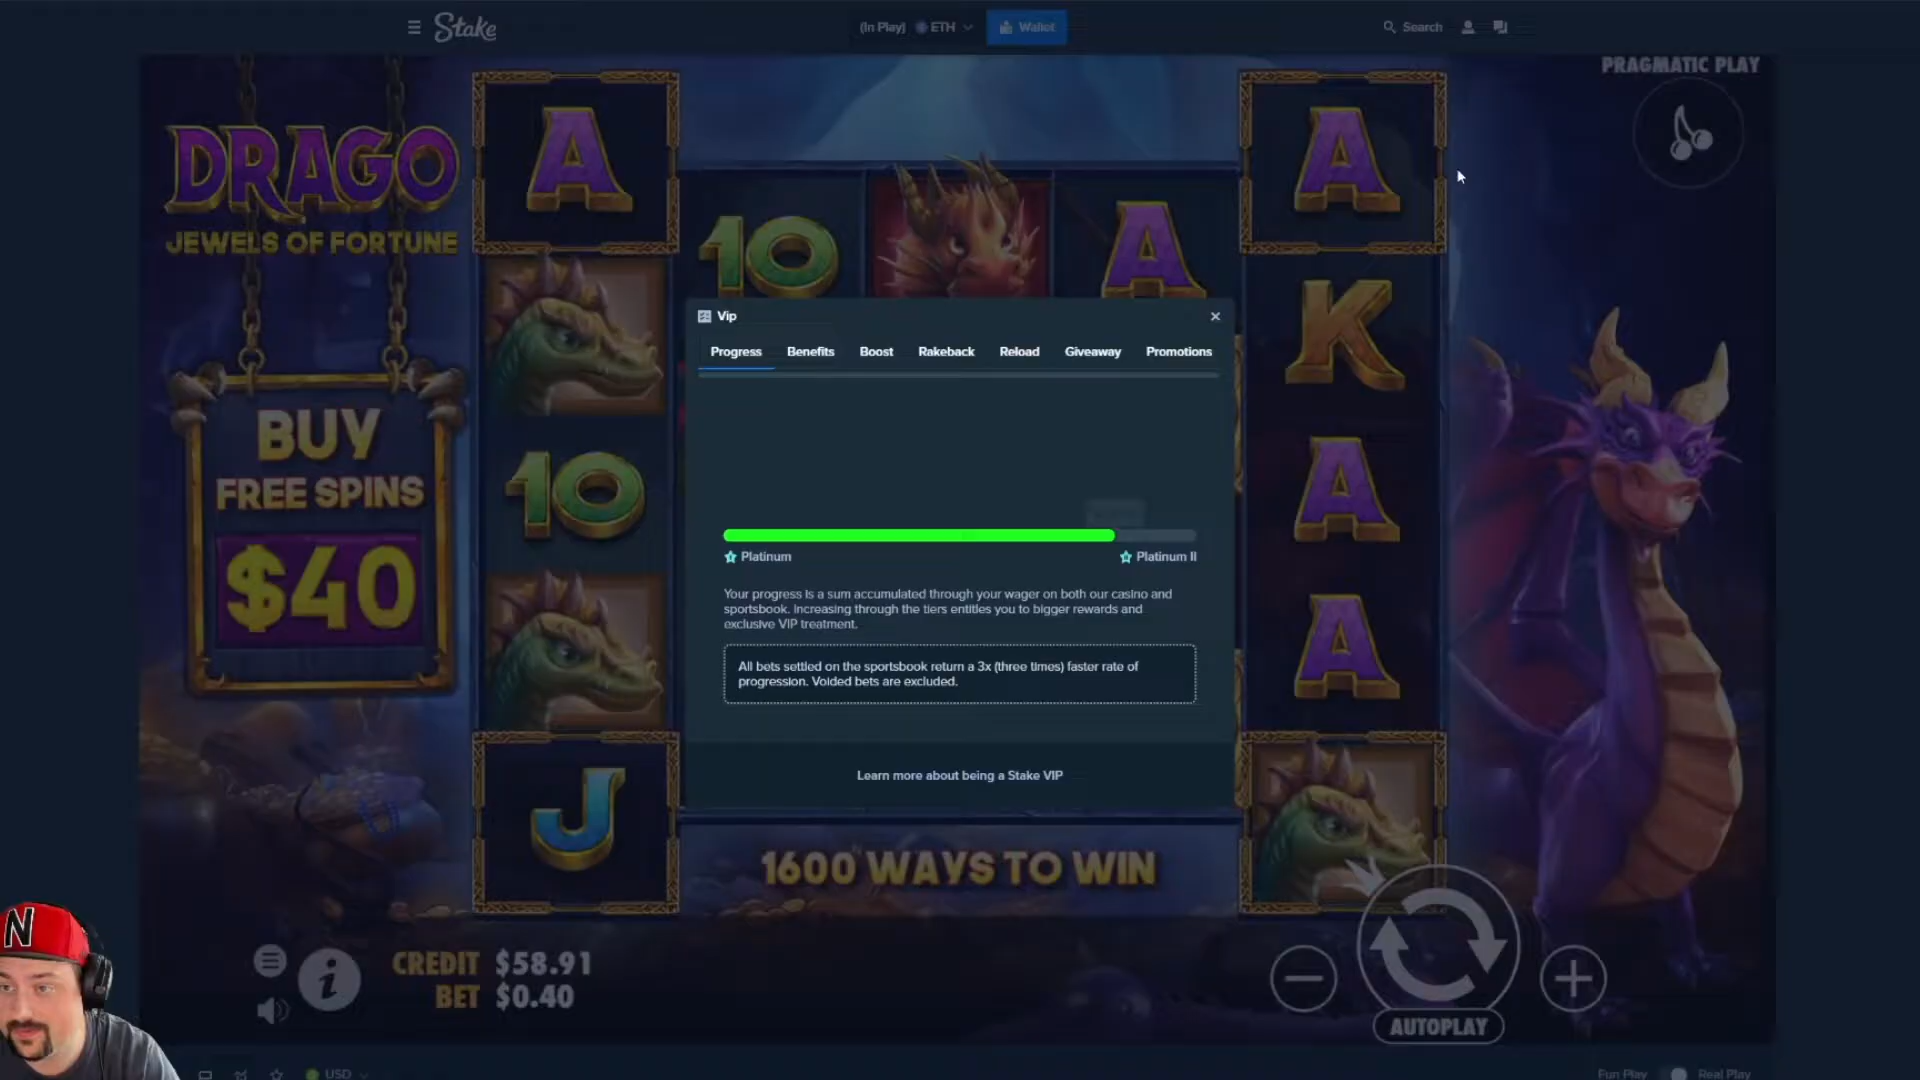 Stake
(In Play) ETH
Wallet
Search
PRAGMATIC PLAY
DRAGO
JEWELS OF FORTUNE
BUY
FREE SPINS
$40
A
10
J
10
A
A
K
A
A
Vip
Progress Benefits Boost Rakeback Reload Giveaway Promotions
Platinum
Platinum II
Your progress is a sum accumulated through your wager on both our casino and
sportsbook. Increasing through the tiers entitles you to bigger rewards and
exclusive VIP treatment.
All bets settled on the sportsbook return a 3x (three times) faster rate of
progression. Voided bets are excluded.
Learn more about being a Stake VIP
1600 WAYS TO WIN
N
CREDIT $58.91
BET $0.40
AUTOPLAY
USD
Fun Play
Real Play